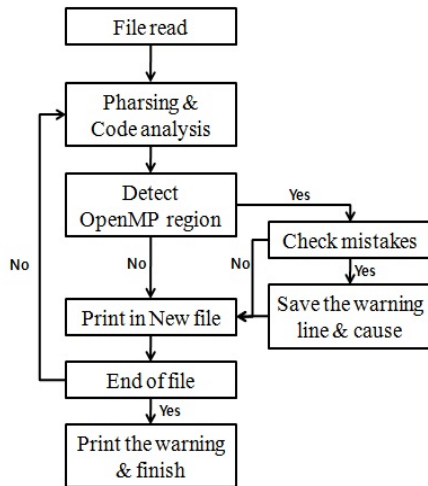 File read
Pharsing &
Code analysis
Detect
OpenMP region
Yes
Check mistakes
No
No
No
Yes
Print in New file
Save the warning
line & cause
End of file
Yes
Print the warning
& finish